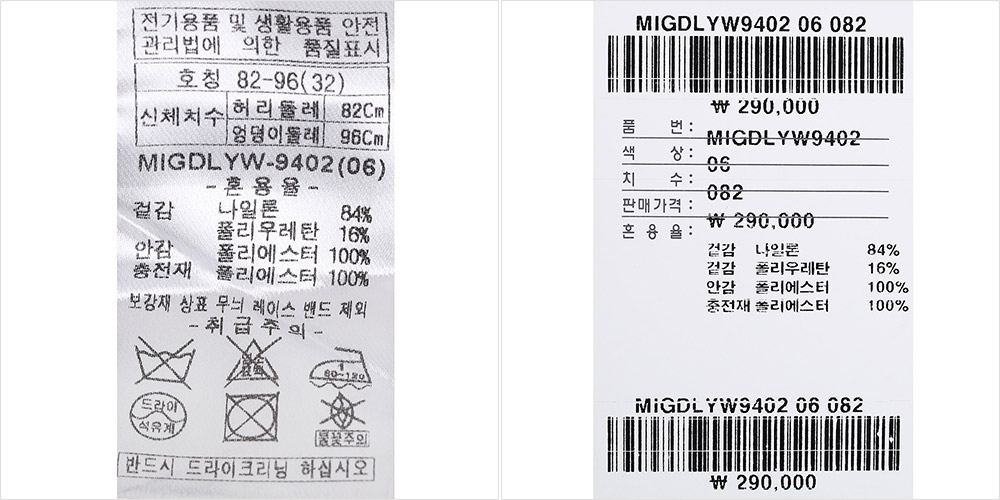 전기용품 및 생활용품 안전
관리법에 의한 품질표시
호칭 82-96(32)
신체치수 허리둘레 82Cm
엉덩이둘레 96Cm
MIGDLYW-9402(06)
-혼용율-
겉감 나일론 84%
폴리우레탄 16%
안감 폴리에스터 100%
충전재 폴리에스터 100%
보강재 상표 무늬 레이스 밴드 제외
-취급주의-
염소
표백
1
80~120
드라이
석유계
불꽃주의
반드시 드라이크리닝 하십시오
MIGDLYW9402 06 082
₩ 290,000
품 번: MIGDLYW9402
색 상: 06
치 수: 082
판매가격: ₩ 290,000
혼 용 율:
겉감 나일론 84%
겉감 폴리우레탄 16%
안감 폴리에스터 100%
충전재 폴리에스터 100%
MIGDLYW9402 06 082
₩ 290,000